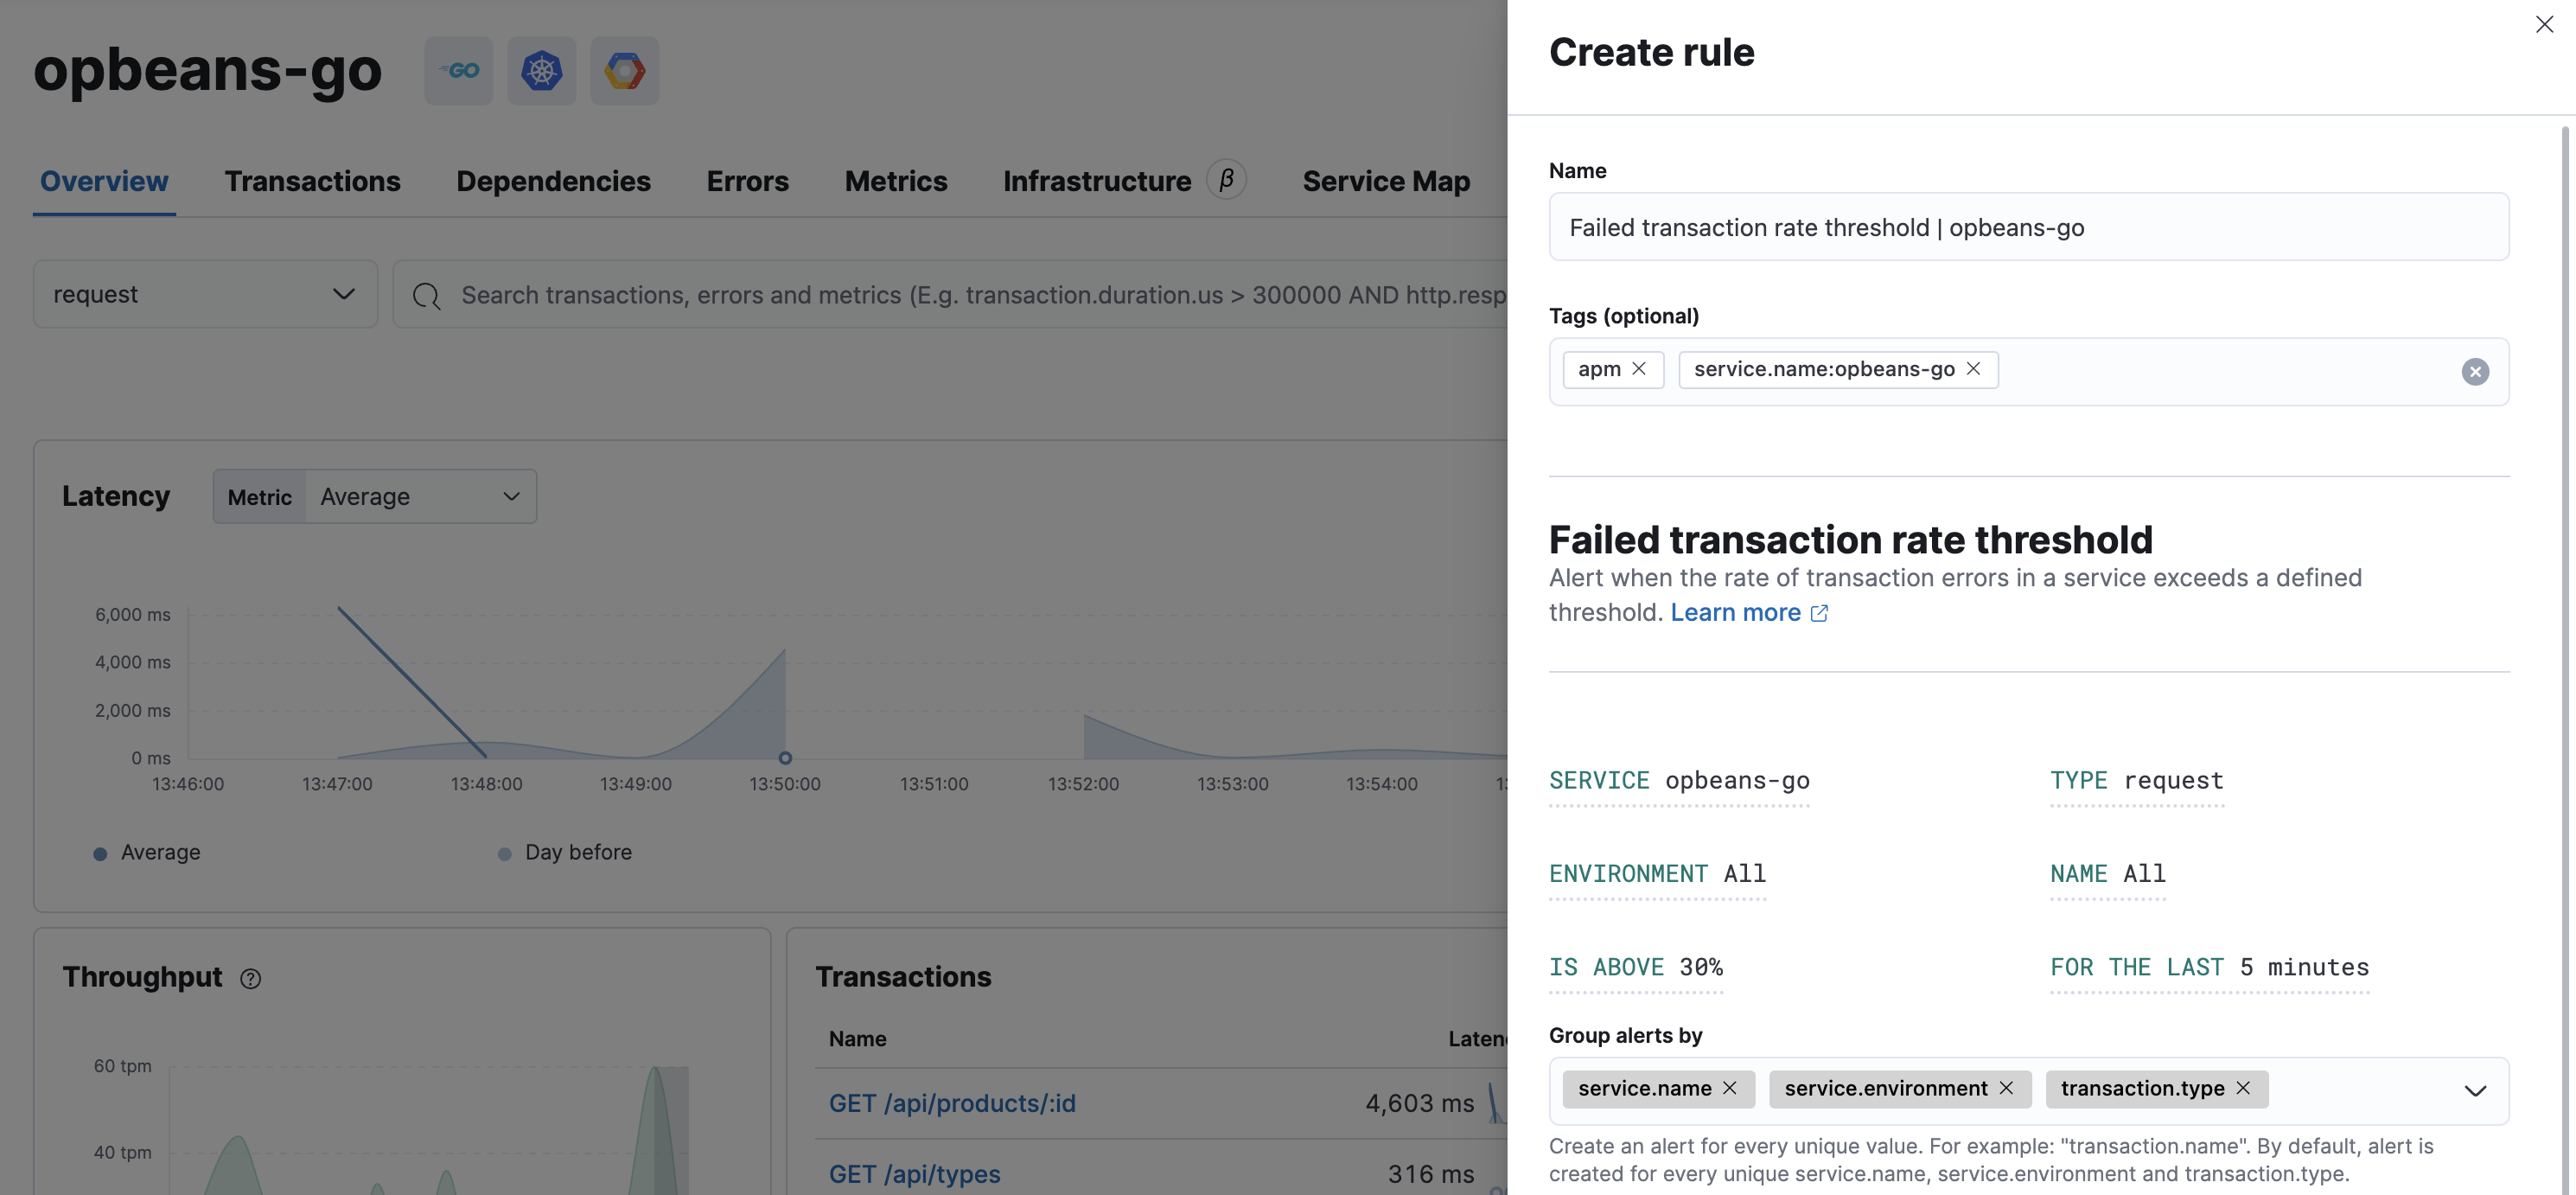 opbeans-go
GO
Overview
Transactions
Dependencies
Errors
Metrics
Infrastructure β
Service Map
request
Search transactions, errors and metrics (E.g. transaction.duration.us > 300000 AND http.resp
Latency
Metric Average
6,000 ms
4,000 ms
2,000 ms
0 ms
13:46:00
13:47:00
13:48:00
13:49:00
13:50:00
13:51:00
13:52:00
13:53:00
13:54:00
Average
Day before
Throughput
60 tpm
40 tpm
Transactions
Name
GET /api/products/:id
4,603 ms
GET /api/types
316 ms
Create rule
Name
Failed transaction rate threshold | opbeans-go
Tags (optional)
apm
service.name:opbeans-go
Failed transaction rate threshold
Alert when the rate of transaction errors in a service exceeds a defined
threshold. Learn more
SERVICE opbeans-go
TYPE request
ENVIRONMENT All
NAME All
IS ABOVE 30%
FOR THE LAST 5 minutes
Group alerts by
service.name
service.environment
transaction.type
Create an alert for every unique value. For example: "transaction.name". By default, alert is
created for every unique service.name, service.environment and transaction.type.